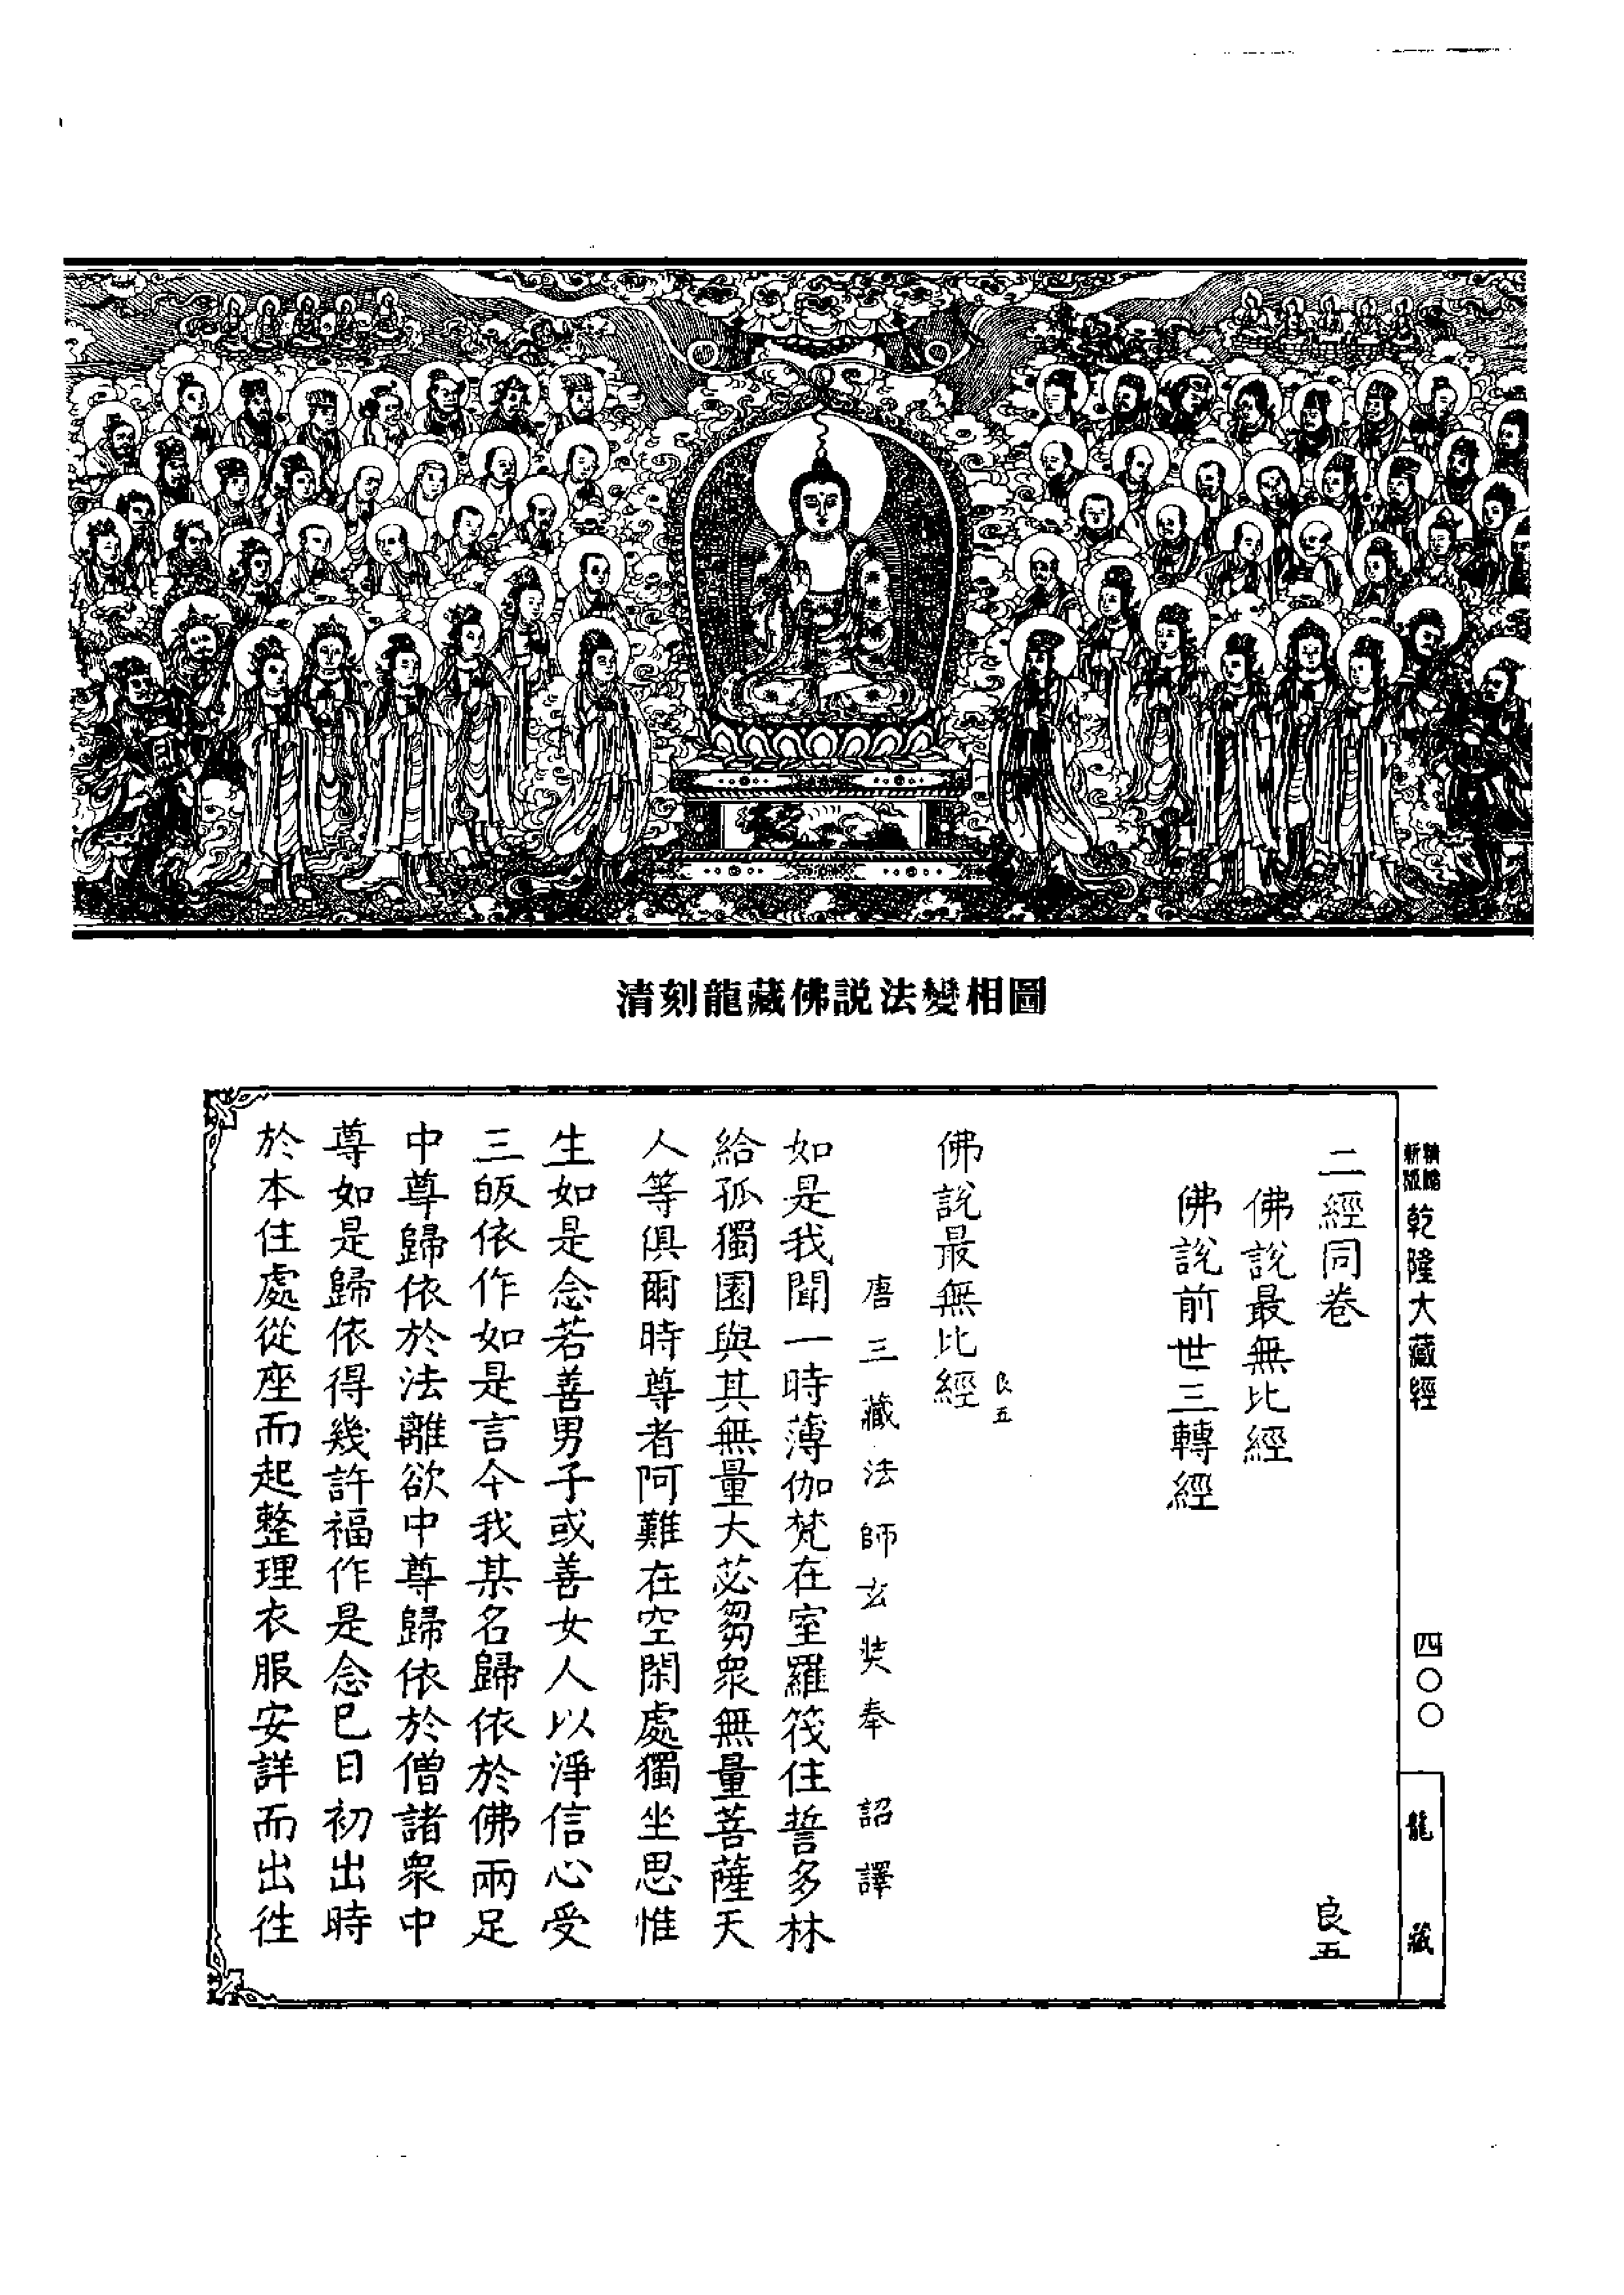 清刻龍藏佛説法變相圖
精縮
新版
乾隆大藏經
四〇〇
龍藏
二經同卷
良五
佛說最無比經
佛說前世三轉經
良五
佛說最無比經
唐三藏法師玄奘奉 詔譯
如是我聞一時薄伽梵在室羅筏住誓多林
給孤獨園與其無量大苾芻衆無量菩薩天
人等俱爾時尊者阿難在空閑處獨坐思惟
生如是念若善男子或善女人以淨信心受
三皈依作如是言今我某名歸依於佛兩足
中尊歸依於法離欲中尊歸依於僧諸衆中
尊如是歸依得幾許福作是念已日初出時
於本住處從座而起整理衣服安詳而出往